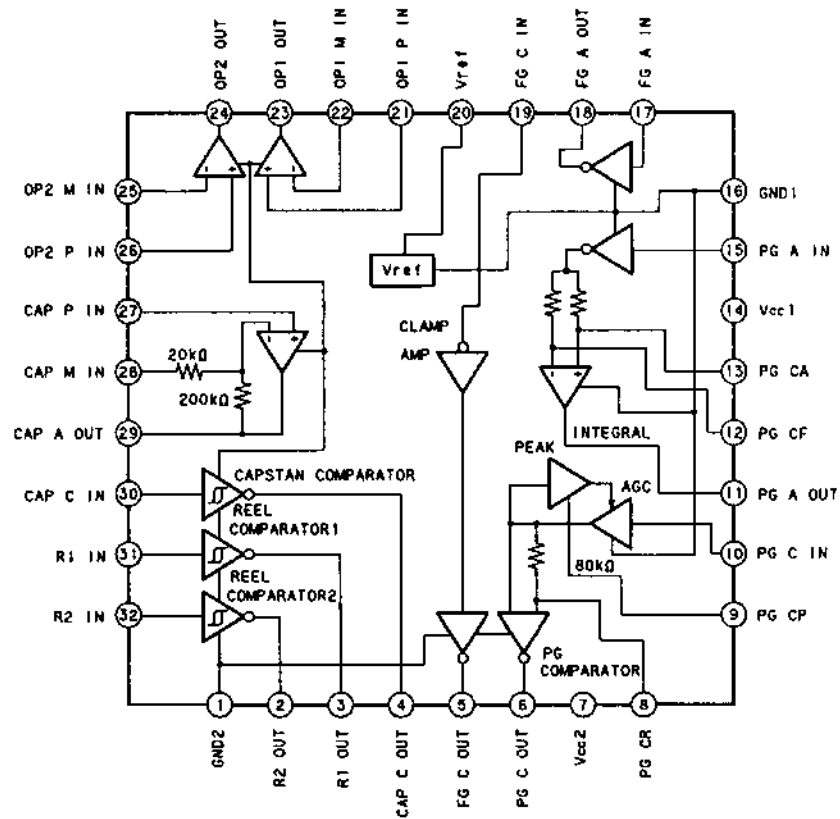 OP2 OUT
OP1 OUT
OP1 M IN
OP1 P IN
Vref
FG C IN
FG A OUT
FG A IN
24
23
22
21
20
19
18
17
OP2 M IN
25
16
GND1
OP2 P IN
26
15
PG A IN
Vref
CAP P IN
27
14
Vcc1
CLAMP
AMP
20kΩ
CAP M IN
28
13
PG CA
200kΩ
CAP A OUT
29
12
PG CF
INTEGRAL
PEAK
CAPSTAN COMPARATOR
CAP C IN
30
AGC
11
PG A OUT
REEL
COMPARATOR1
R1 IN
31
10
PG C IN
REEL
COMPARATOR2
80kΩ
R2 IN
32
9
PG CP
PG
COMPARATOR
1
2
3
4
5
6
7
8
GND2
R2 OUT
R1 OUT
CAP C OUT
FG C OUT
PG C OUT
Vcc2
PG CR